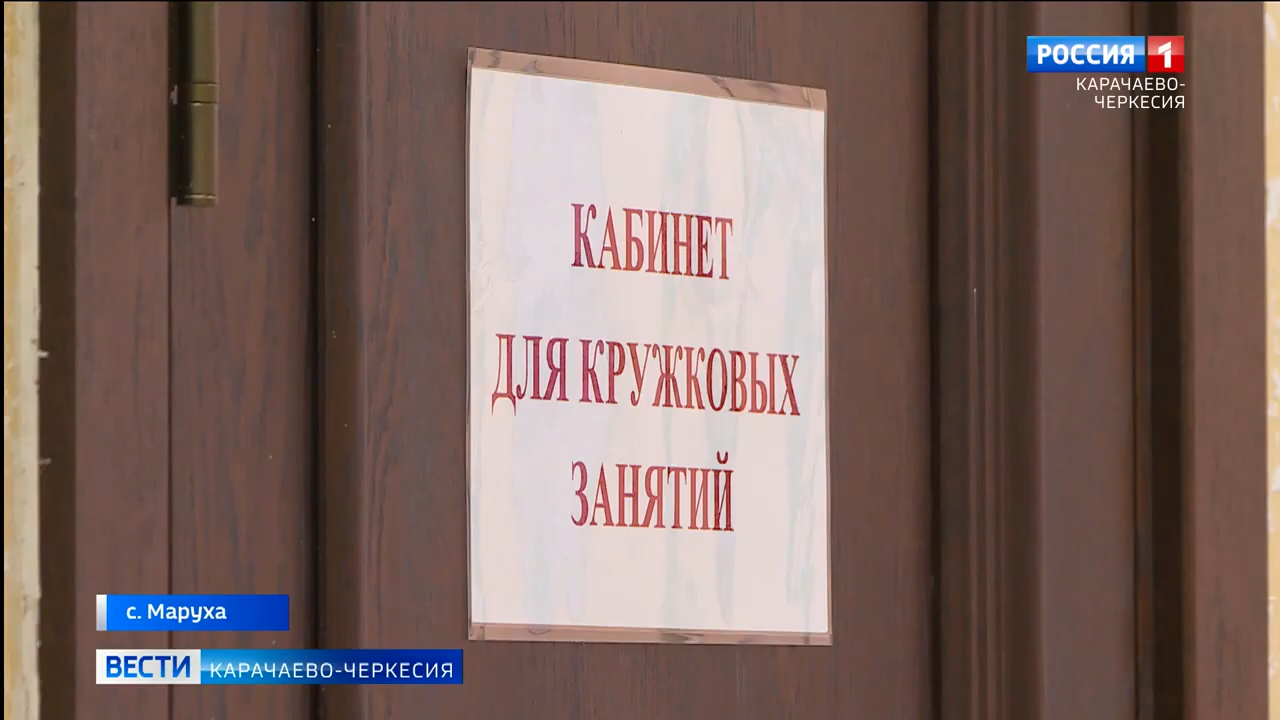 РОССИЯ 1
КАРАЧАЕВО-
ЧЕРКЕСИЯ
КАБИНЕТ
ДЛЯ КРУЖКОВЫХ
ЗАНЯТИЙ
с. Маруха
ВЕСТИ КАРАЧАЕВО-ЧЕРКЕСИЯ